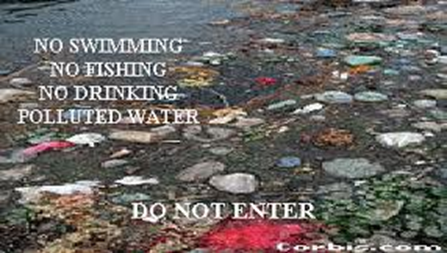 NO SWIMMING
NO FISHING
NO DRINKING
POLLUTED WATER
DO NOT ENTER
Corbis.com